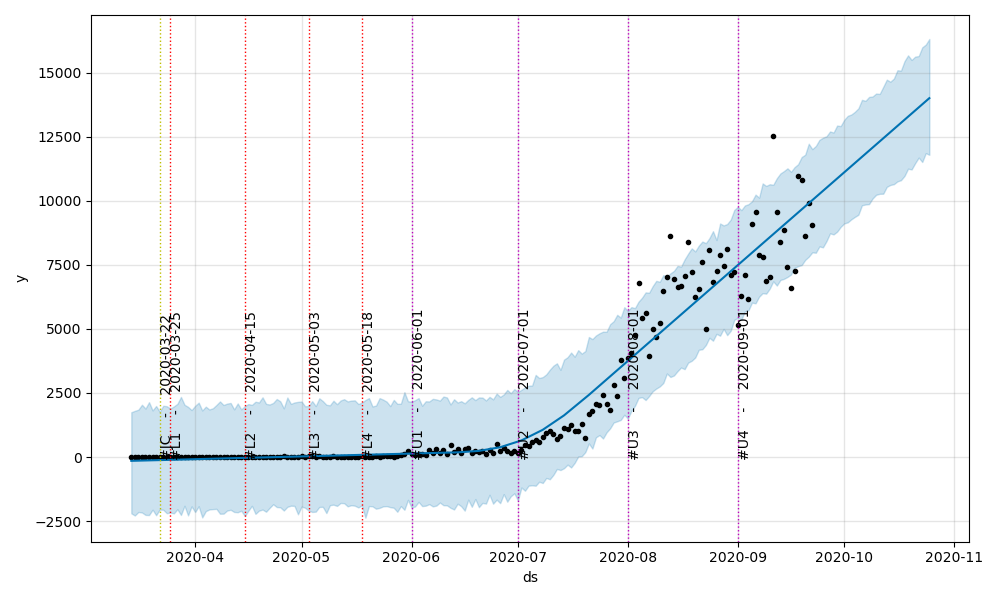 y
15000
12500
10000
7500
5000
2500
0
−2500
#JC - 2020-03-22
#L1 - 2020-03-25
#L2 - 2020-04-15
#L3 - 2020-05-03
#L4 - 2020-05-18
#U1 - 2020-06-01
#U2 - 2020-07-01
#U3 - 2020-08-01
#U4 - 2020-09-01
2020-04
2020-05
2020-06
2020-07
2020-08
2020-09
2020-10
2020-11
ds